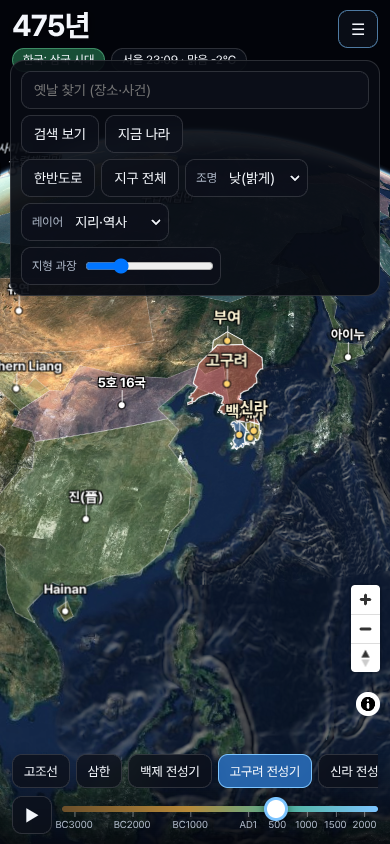 475년
☰
한국: 삼국 시대 서울 23:09 · 맑음 -2°C
옛날 찾기 (장소·사건)
검색 보기 지금 나라
한반도로 지구 전체 조명 낮(밝게)
레이어 지리·역사
지형 과장
부여
아이누
고구려
hern Liang
5호 16국
백 신라
진(晉)
Hainan
고조선 삼한 백제 전성기 고구려 전성기 신라 전성
BC3000 BC2000 BC1000 AD1 500 1000 1500 2000